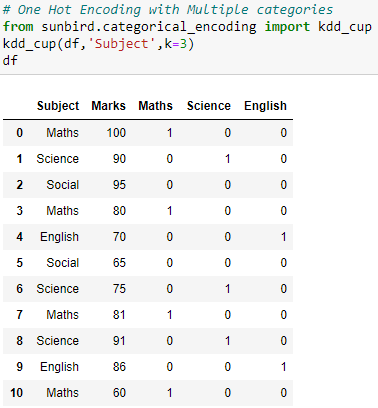 # One Hot Encoding with Multiple categories
from sunbird.categorical_encoding import kdd_cup
kdd_cup(df,'Subject',k=3)
df
Subject Marks Maths Science English
0 Maths 100 1 0 0
1 Science 90 0 1 0
2 Social 95 0 0 0
3 Maths 80 1 0 0
4 English 70 0 0 1
5 Social 65 0 0 0
6 Science 75 0 1 0
7 Maths 81 1 0 0
8 Science 91 0 1 0
9 English 86 0 0 1
10 Maths 60 1 0 0